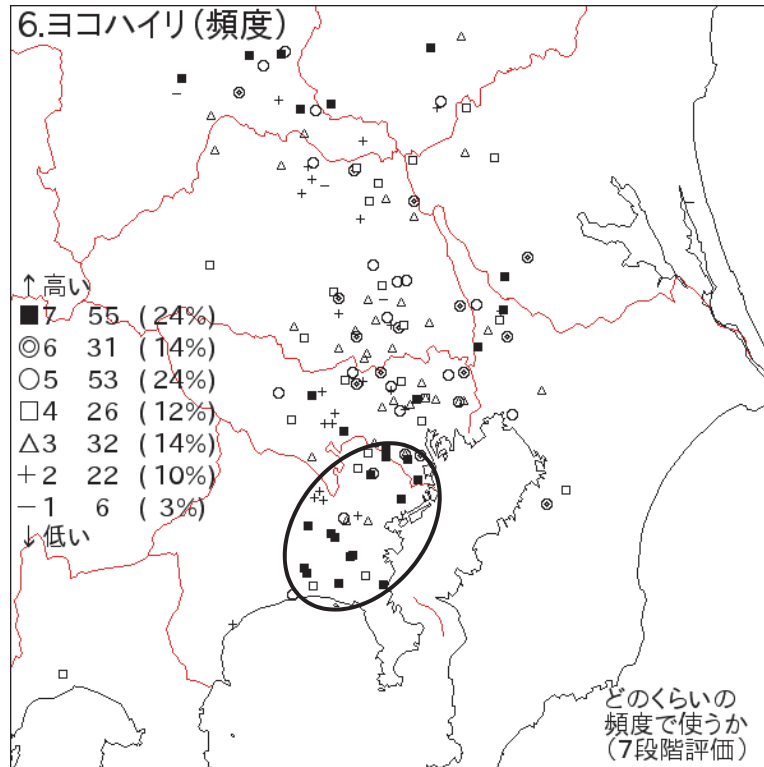 6.ヨコハイリ(頻度)
↑高い
■7 55 (24%)
◎6 31 (14%)
○5 53 (24%)
□4 26 (12%)
△3 32 (14%)
+2 22 (10%)
−1 6 ( 3%)
↓低い
どのくらいの
頻度で使うか
(7段階評価)